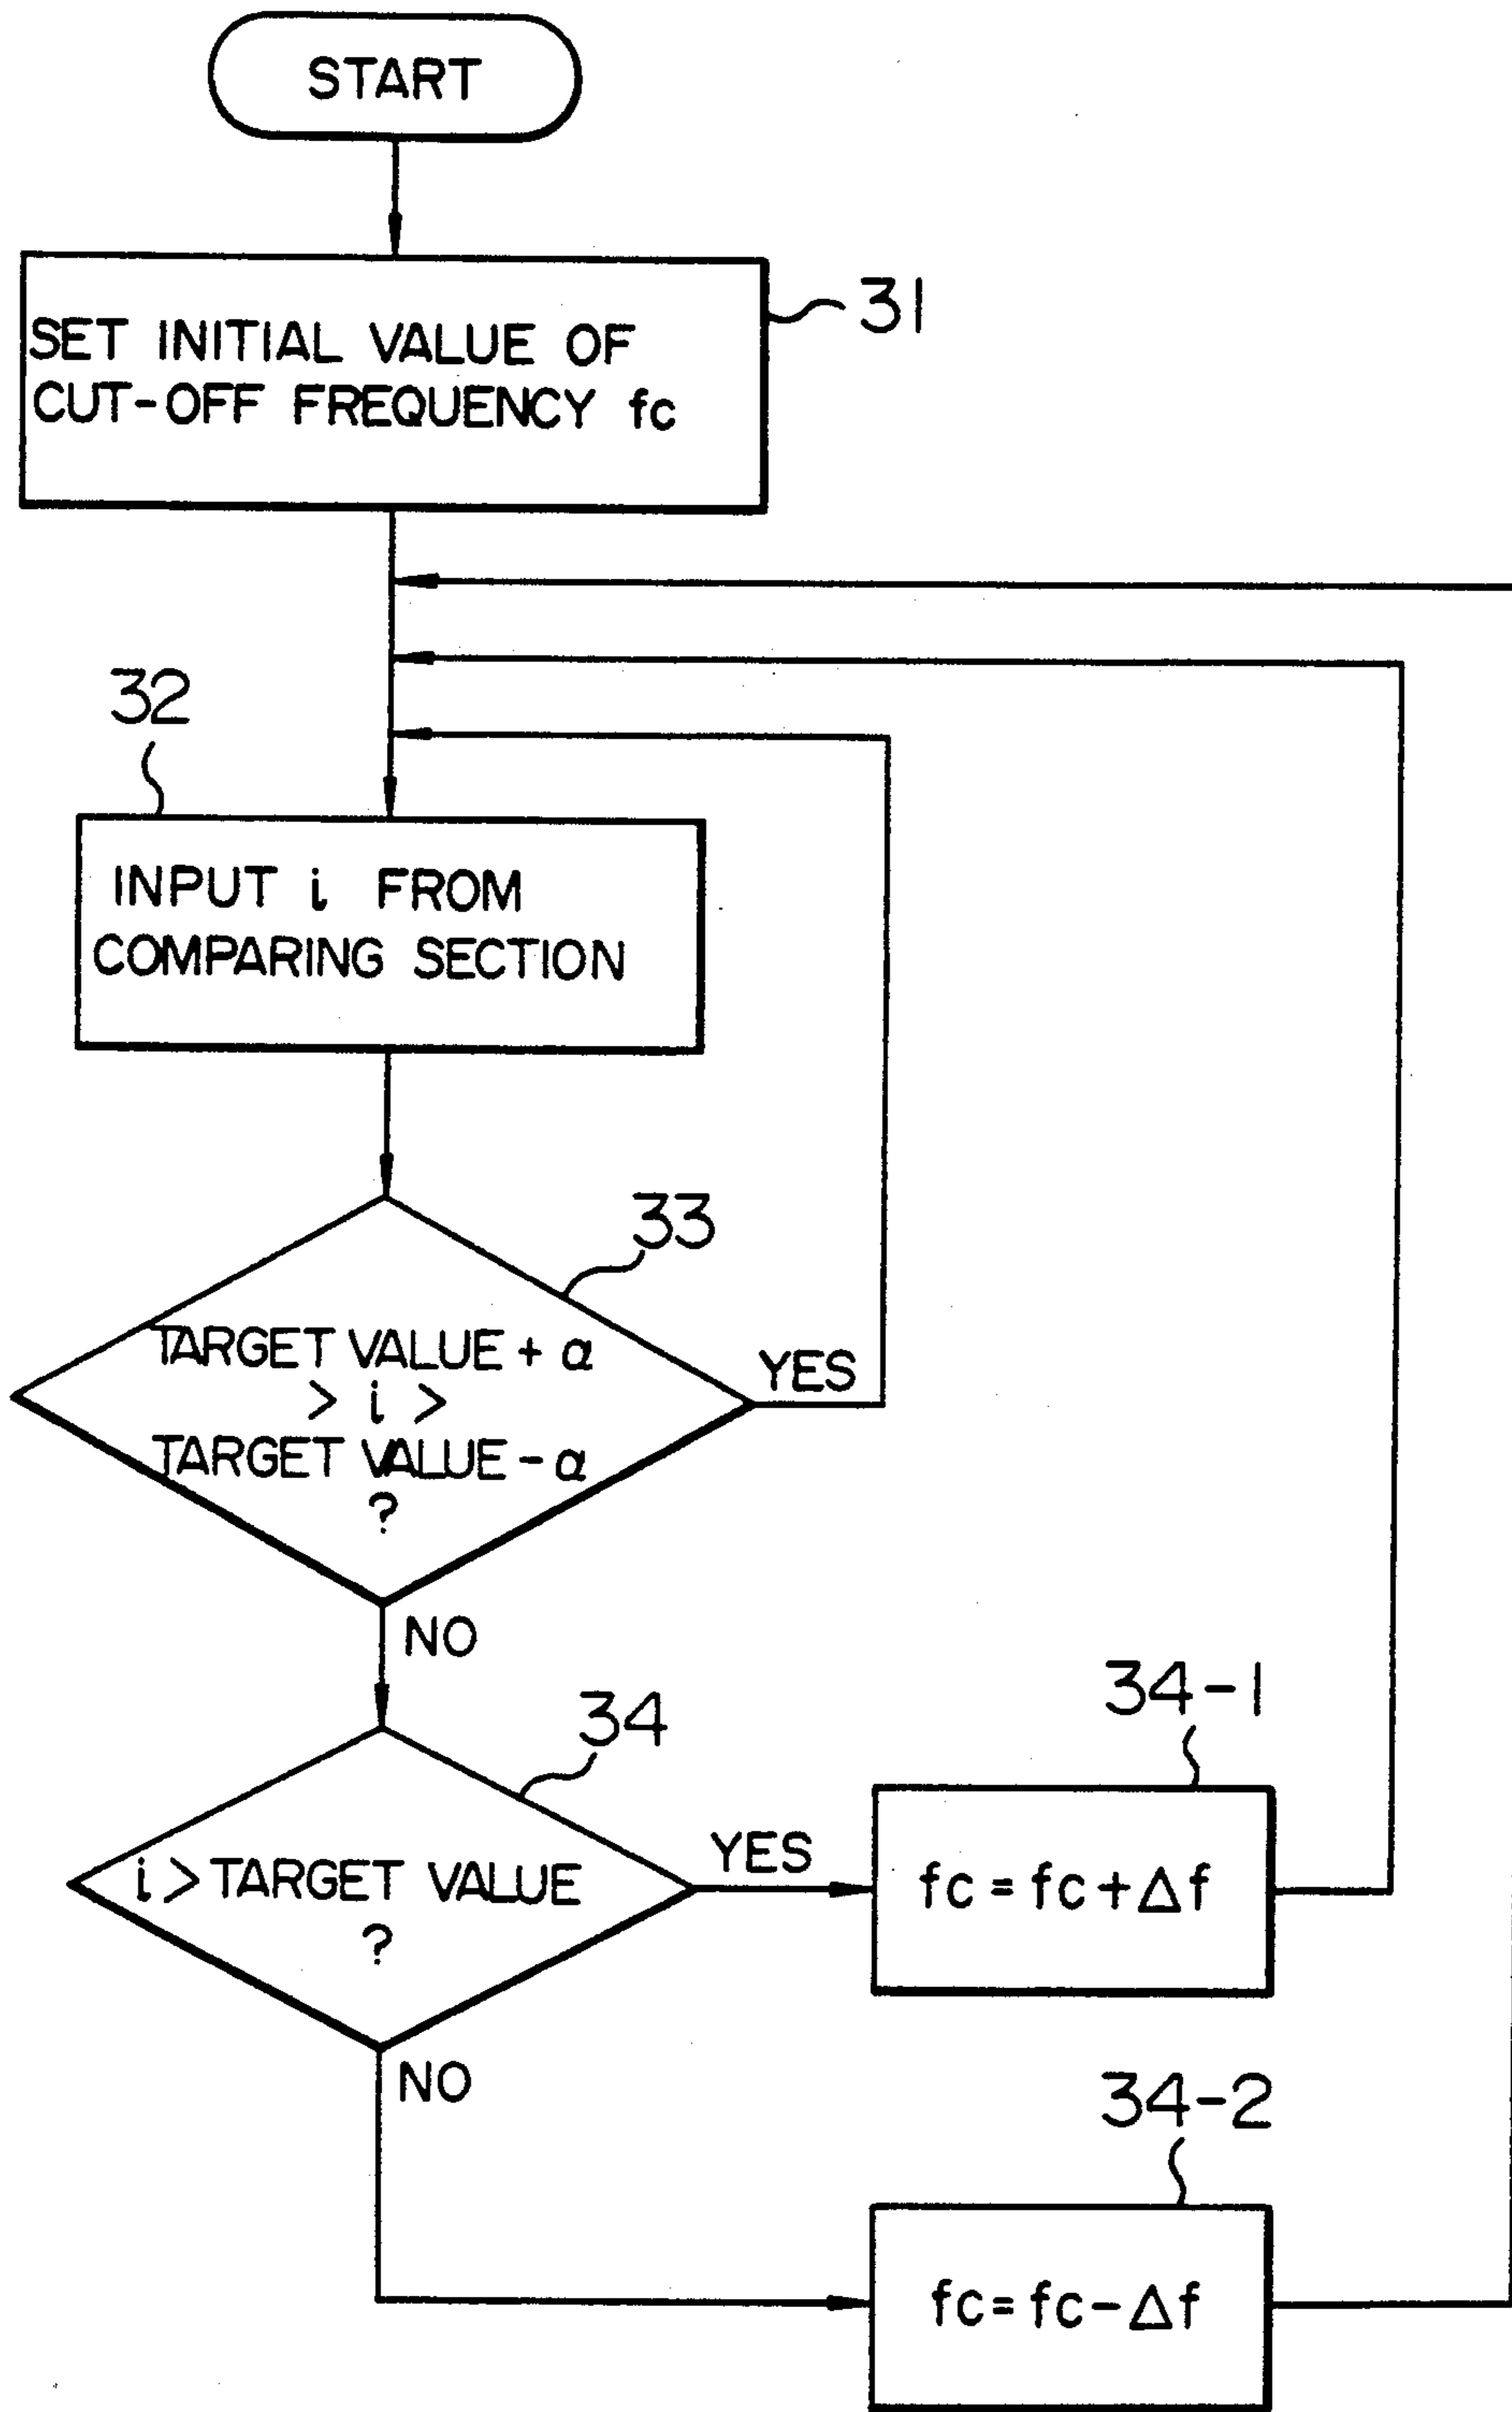 START
SET INITIAL VALUE OF
CUT-OFF FREQUENCY fc
31
32
INPUT i FROM
COMPARING SECTION
33
TARGET VALUE + α
> i >
TARGET VALUE - α
?
YES
NO
34
i > TARGET VALUE
?
YES
34-1
fc = fc + Δf
NO
34-2
fc = fc - Δf